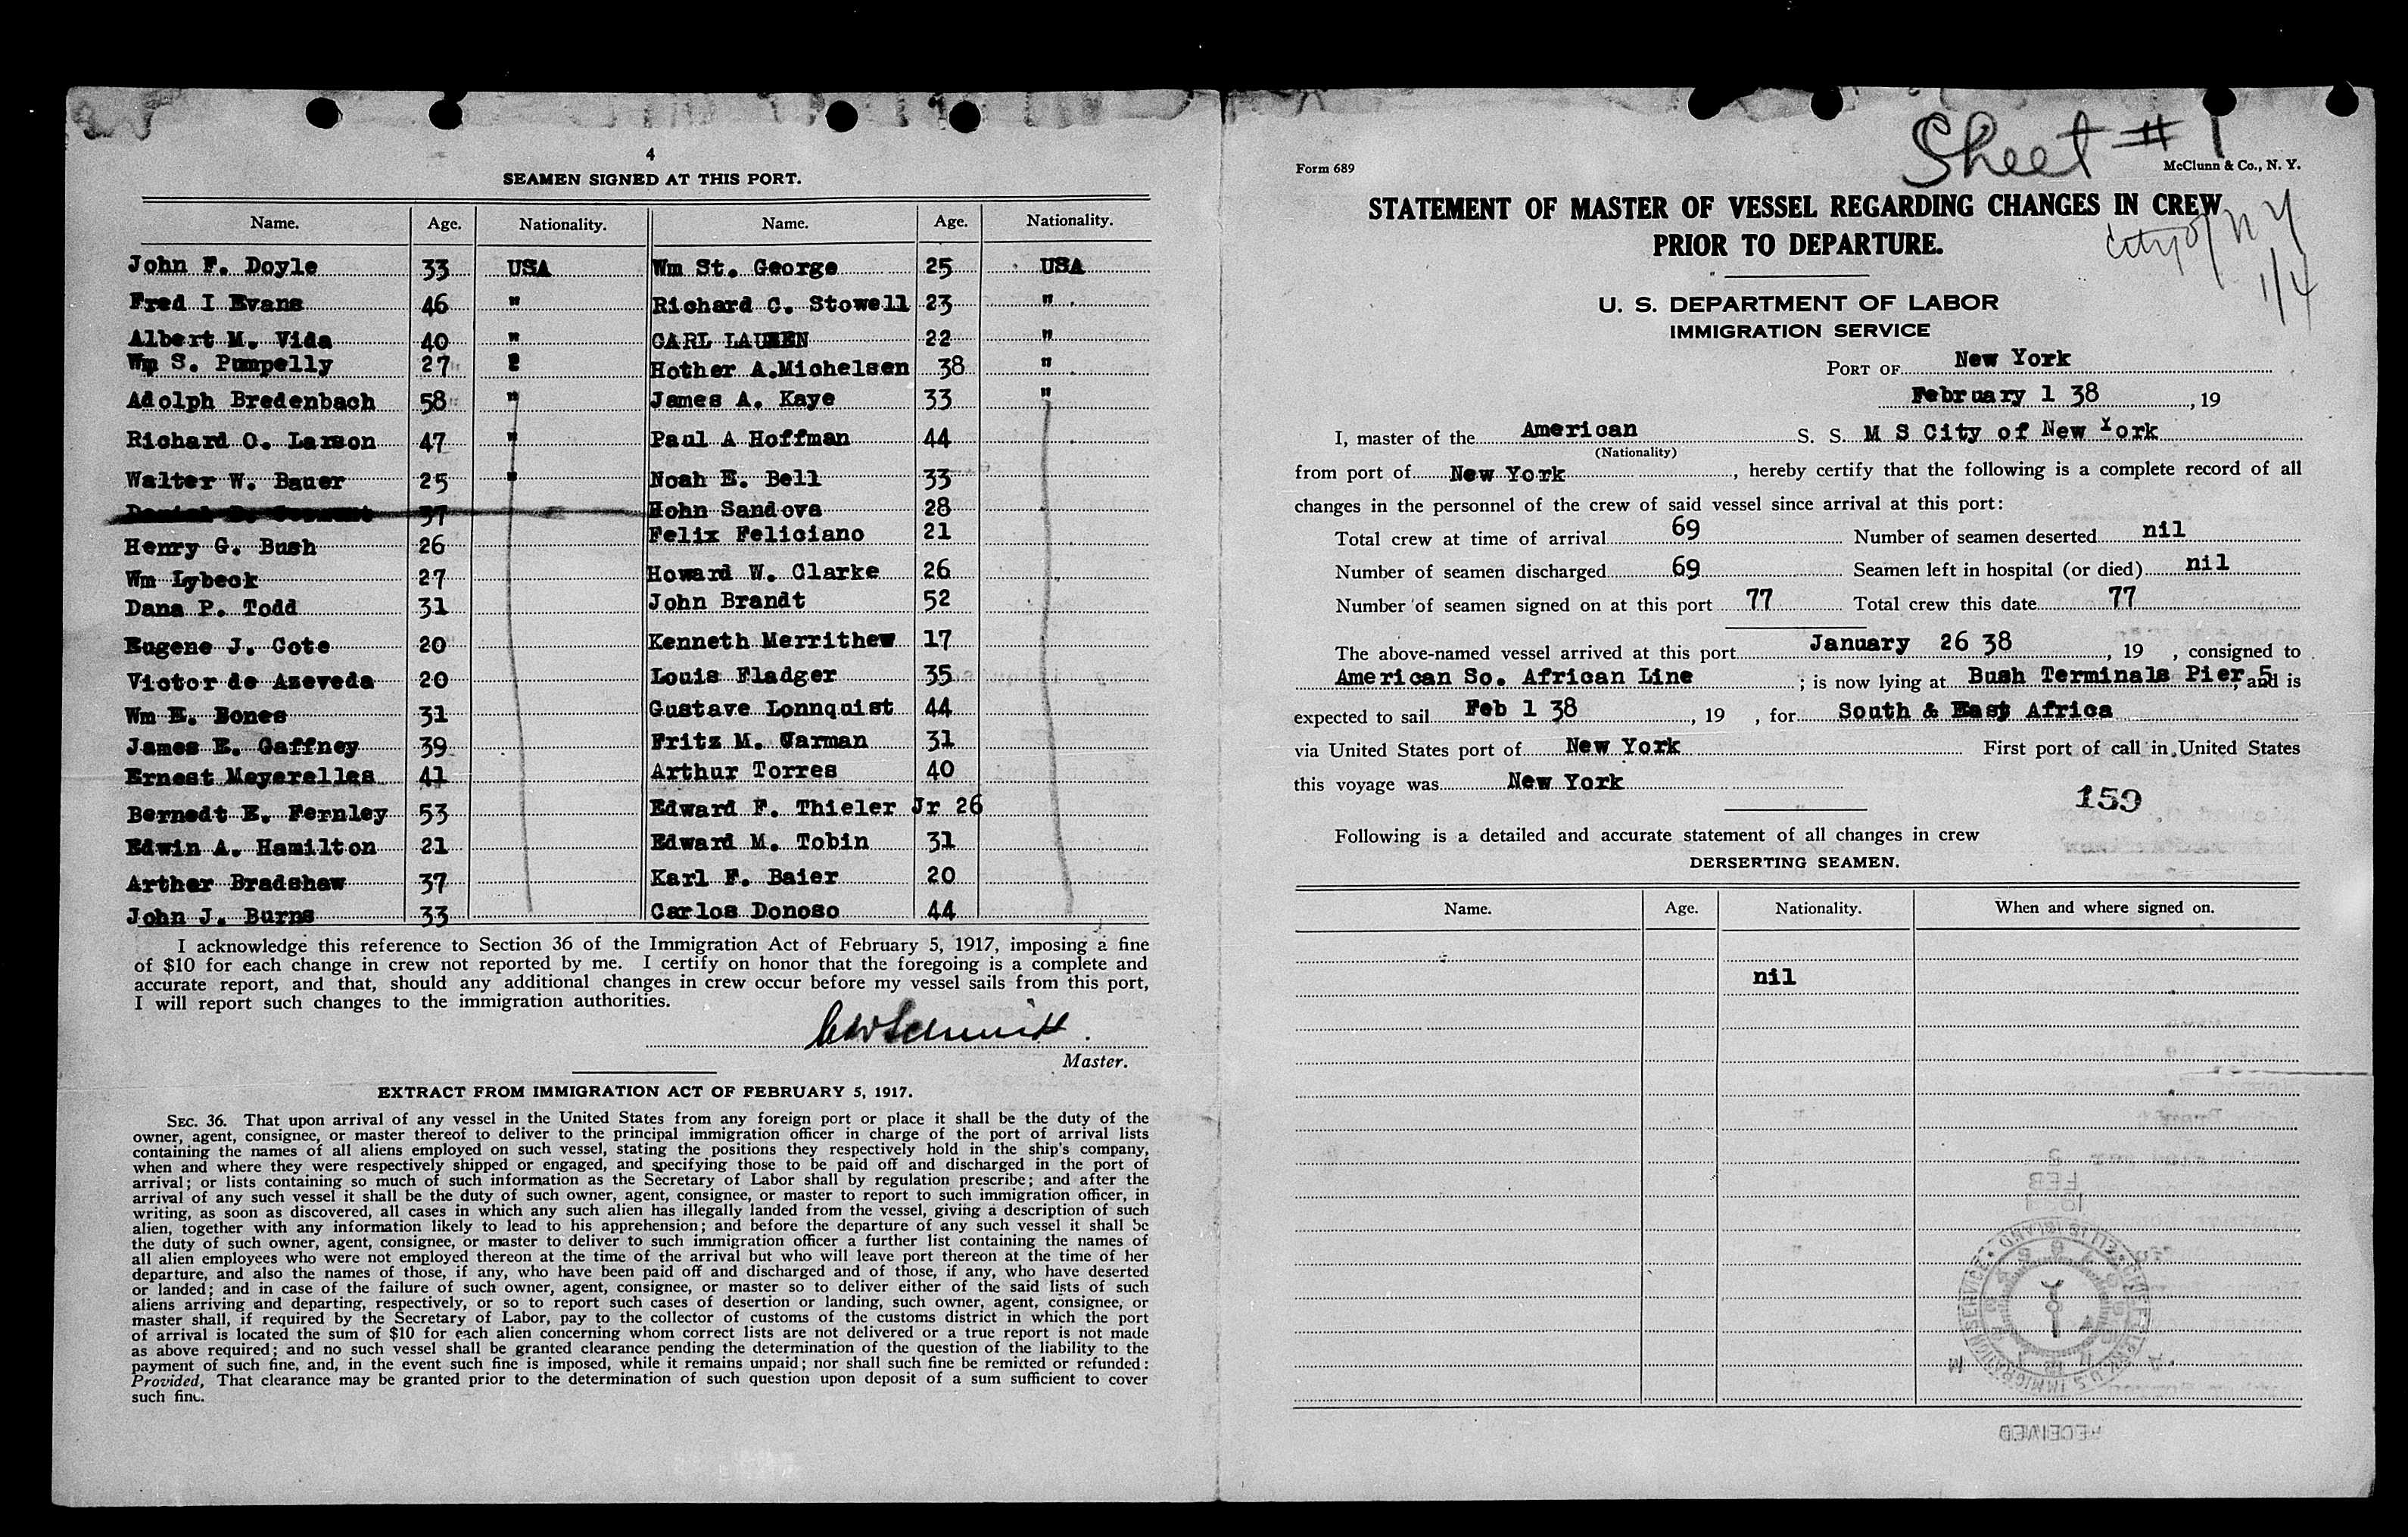 4
SEAMEN SIGNED AT THIS PORT.
Name. Age. Nationality. Name. Age. Nationality.
John F. Doyle 33 USA Wm St. George 25 USA
Fred I Evans 46 " Richard C. Stowell 23 "
Albert M. Vida 40 " CARL 22 "
Wm S. Pumpelly 27 Hother A.Michelsen 38 "
Adolph Bredenbach 58 " James A. Kaye 33 "
Richard O. Larson 47 " Paul A Hoffman 44
Walter W. Bauer 25 " Noah E. Bell 33
37 Hohn Sandova 28
Henry G. Bush 26 Felix Feliciano 21
Wm Lybeck 27 Howard W. Clarke 26
Dana P. Todd 31 John Brandt 52
Eugene J. Cote 20 Kenneth Merrithew 17
Victor de Azeveda 20 Louis Fladger 35
Wm E. Bones 31 Gustave Lonnquist 44
James E. Gaffney 39 Fritz M. Warman 31
Ernest Meyerelles 41 Arthur Torres 40
Bernedt E. Fernley 53 Edward F. Thieler Jr 26
Edwin A. Hamilton 21 Edward M. Tobin 31
Arther Bradshaw 37 Karl F. Baier 20
John J. Burns 33 Carlos Donoso 44
I acknowledge this reference to Section 36 of the Immigration Act of February 5, 1917, imposing a fine
of $10 for each change in crew not reported by me. I certify on honor that the foregoing is a complete and
accurate report, and that, should any additional changes in crew occur before my vessel sails from this port,
I will report such changes to the immigration authorities.
CWSchmitt
Master.
EXTRACT FROM IMMIGRATION ACT OF FEBRUARY 5, 1917.
SEC. 36. That upon arrival of any vessel in the United States from any foreign port or place it shall be the duty of the
owner, agent, consignee, or master thereof to deliver to the principal immigration officer in charge of the port of arrival lists
containing the names of all aliens employed on such vessel, stating the positions they respectively hold in the ship's company,
when and where they were respectively shipped or engaged, and specifying those to be paid off and discharged in the port of
arrival; or lists containing so much of such information as the Secretary of Labor shall by regulation prescribe; and after the
arrival of any such vessel it shall be the duty of such owner, agent, consignee, or master to report to such immigration officer, in
writing, as soon as discovered, all cases in which any such alien has illegally landed from the vessel, giving a description of such
alien, together with any information likely to lead to his apprehension; and before the departure of any such vessel it shall be
the duty of such owner, agent, consignee, or master to deliver to such immigration officer a further list containing the names of
all alien employees who were not employed thereon at the time of the arrival but who will leave port thereon at the time of her
departure, and also the names of those, if any, who have been paid off and discharged and of those, if any, who have deserted
or landed; and in case of the failure of such owner, agent, consignee, or master so to deliver either of the said lists of such
aliens arriving and departing, respectively, or so to report such cases of desertion or landing, such owner, agent, consignee, or
master shall, if required by the Secretary of Labor, pay to the collector of customs of the customs district in which the port
of arrival is located the sum of $10 for each alien concerning whom correct lists are not delivered or a true report is not made
as above required; and no such vessel shall be granted clearance pending the determination of the question of the liability to the
payment of such fine, and, in the event such fine is imposed, while it remains unpaid; nor shall such fine be remitted or refunded:
Provided, That clearance may be granted prior to the determination of such question upon deposit of a sum sufficient to cover
such fine.
Sheet # 1
Form 689 McClunn & Co., N. Y.
STATEMENT OF MASTER OF VESSEL REGARDING CHANGES IN CREW
PRIOR TO DEPARTURE.
City of N Y
1/4
U. S. DEPARTMENT OF LABOR
IMMIGRATION SERVICE
PORT OF New York
February 1 38, 19
I, master of the American S. S. M S City of New York
(Nationality)
from port of New York, hereby certify that the following is a complete record of all
changes in the personnel of the crew of said vessel since arrival at this port:
Total crew at time of arrival 69 Number of seamen deserted nil
Number of seamen discharged 69 Seamen left in hospital (or died) nil
Number of seamen signed on at this port 77 Total crew this date 77
The above-named vessel arrived at this port January 26 38, 19 , consigned to
American So. African Line ; is now lying at Bush Terminals Pier 5, and is
expected to sail Feb 1 38, 19 , for South & East Africa
via United States port of New York First port of call in United States
this voyage was New York
159
Following is a detailed and accurate statement of all changes in crew
DERSERTING SEAMEN.
Name. Age. Nationality. When and where signed on.
nil
RECEIVED